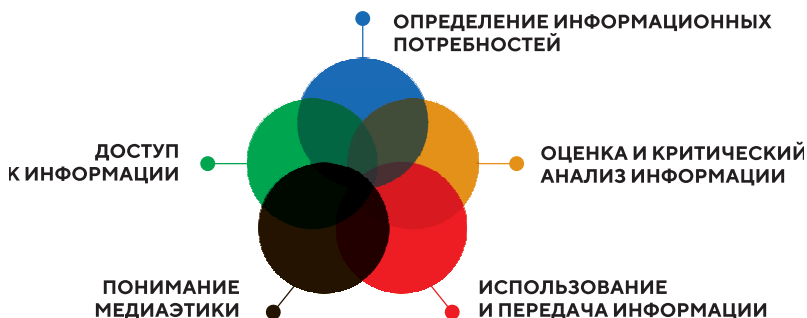 ОПРЕДЕЛЕНИЕ ИНФОРМАЦИОННЫХ
ПОТРЕБНОСТЕЙ
ДОСТУП
К ИНФОРМАЦИИ
ОЦЕНКА И КРИТИЧЕСКИЙ
АНАЛИЗ ИНФОРМАЦИИ
ПОНИМАНИЕ
МЕДИАЭТИКИ
ИСПОЛЬЗОВАНИЕ
И ПЕРЕДАЧА ИНФОРМАЦИИ